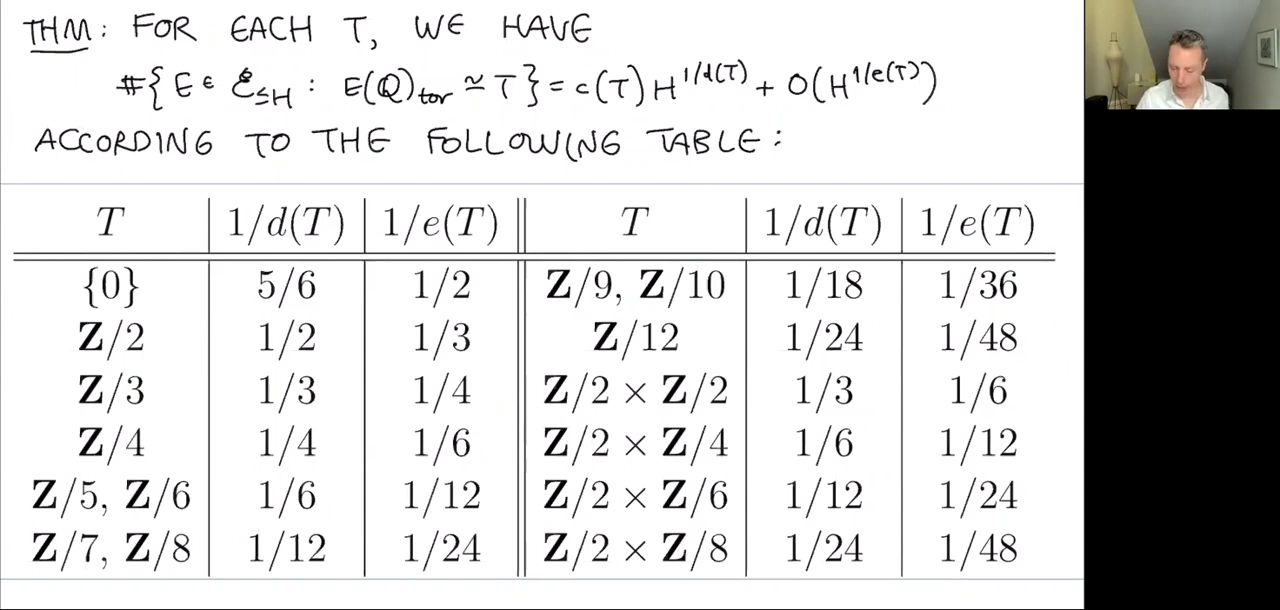 THM: FOR EACH T, WE HAVE
#{E ∈ ℰ≤H : E(Q)tor ≃ T} = c(T) H^{1/d(T)} + O(H^{1/e(T)})
ACCORDING TO THE FOLLOWING TABLE:
T | 1/d(T) | 1/e(T) || T | 1/d(T) | 1/e(T)
{0} | 5/6 | 1/2 || Z/9, Z/10 | 1/18 | 1/36
Z/2 | 1/2 | 1/3 || Z/12 | 1/24 | 1/48
Z/3 | 1/3 | 1/4 || Z/2 × Z/2 | 1/3 | 1/6
Z/4 | 1/4 | 1/6 || Z/2 × Z/4 | 1/6 | 1/12
Z/5, Z/6 | 1/6 | 1/12 || Z/2 × Z/6 | 1/12 | 1/24
Z/7, Z/8 | 1/12 | 1/24 || Z/2 × Z/8 | 1/24 | 1/48